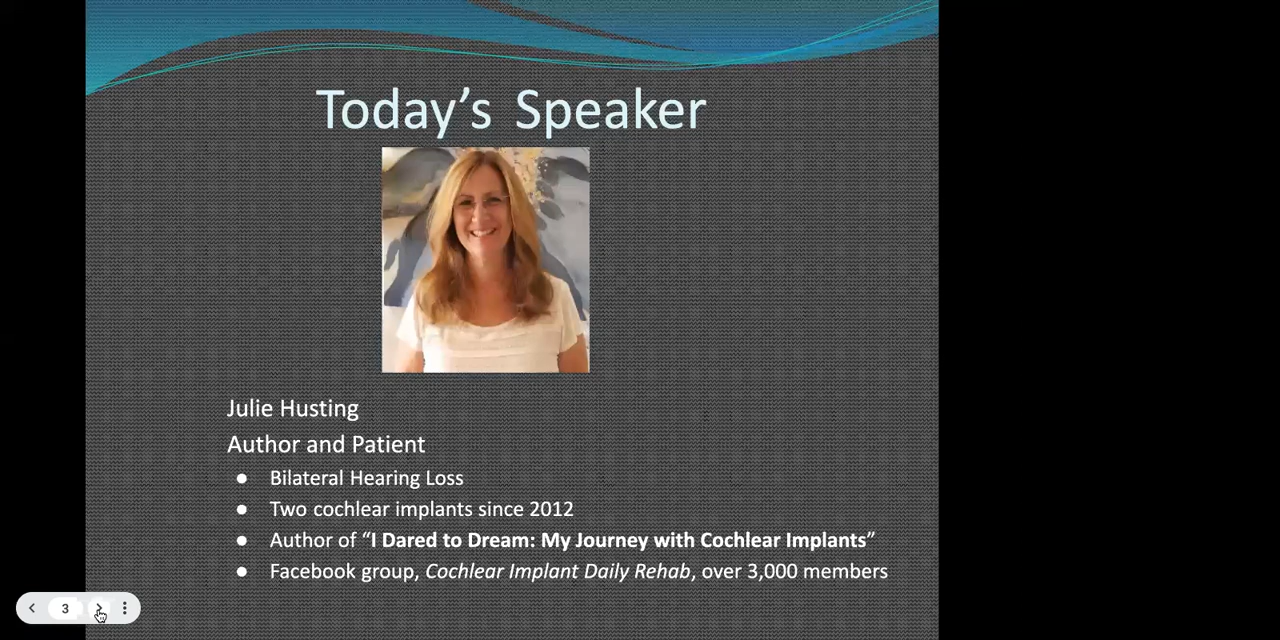 Today’s Speaker
Julie Husting
Author and Patient
● Bilateral Hearing Loss
● Two cochlear implants since 2012
● Author of “I Dared to Dream: My Journey with Cochlear Implants”
● Facebook group, Cochlear Implant Daily Rehab, over 3,000 members
3